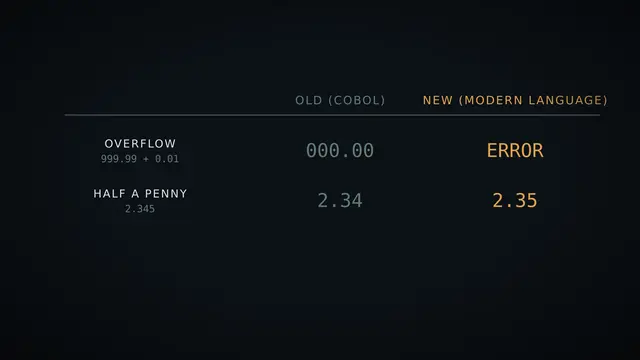 OLD (COBOL) NEW (MODERN LANGUAGE)
OVERFLOW
999.99 + 0.01
000.00 ERROR
HALF A PENNY
2.345
2.34 2.35